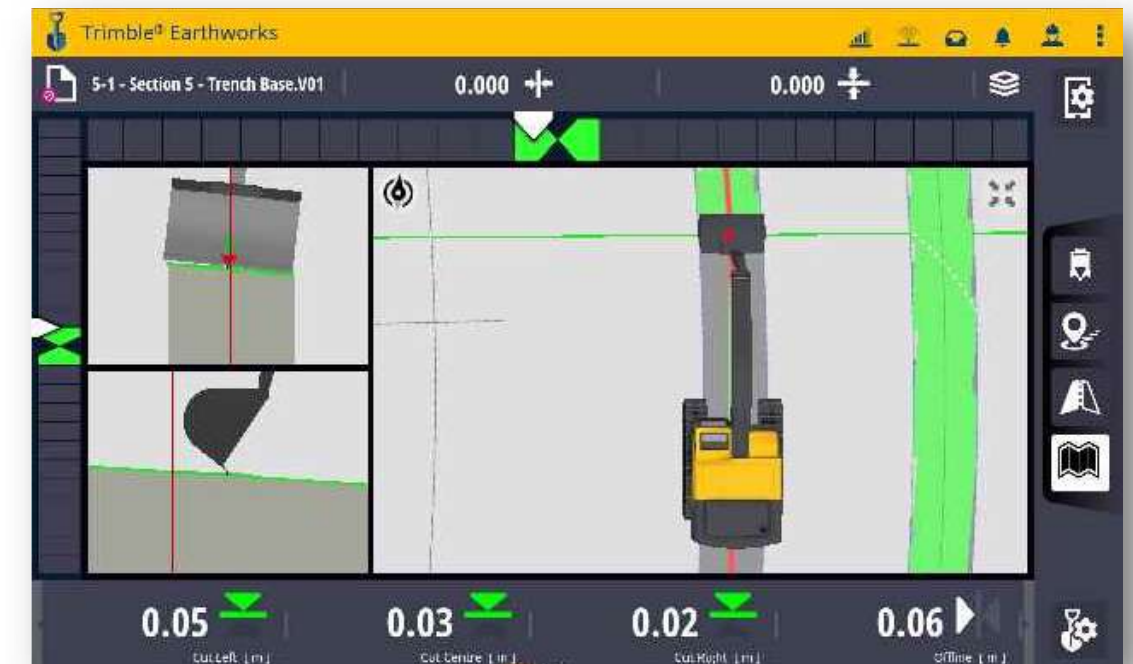 Trimble® Earthworks
5-1 - Section 5 - Trench Base.V01
0.000
0.000
0.05
0.03
0.02
0.06
Cut Left [ m ]
Cut Centre [ m ]
Cut Right [ m ]
Offline [ m ]